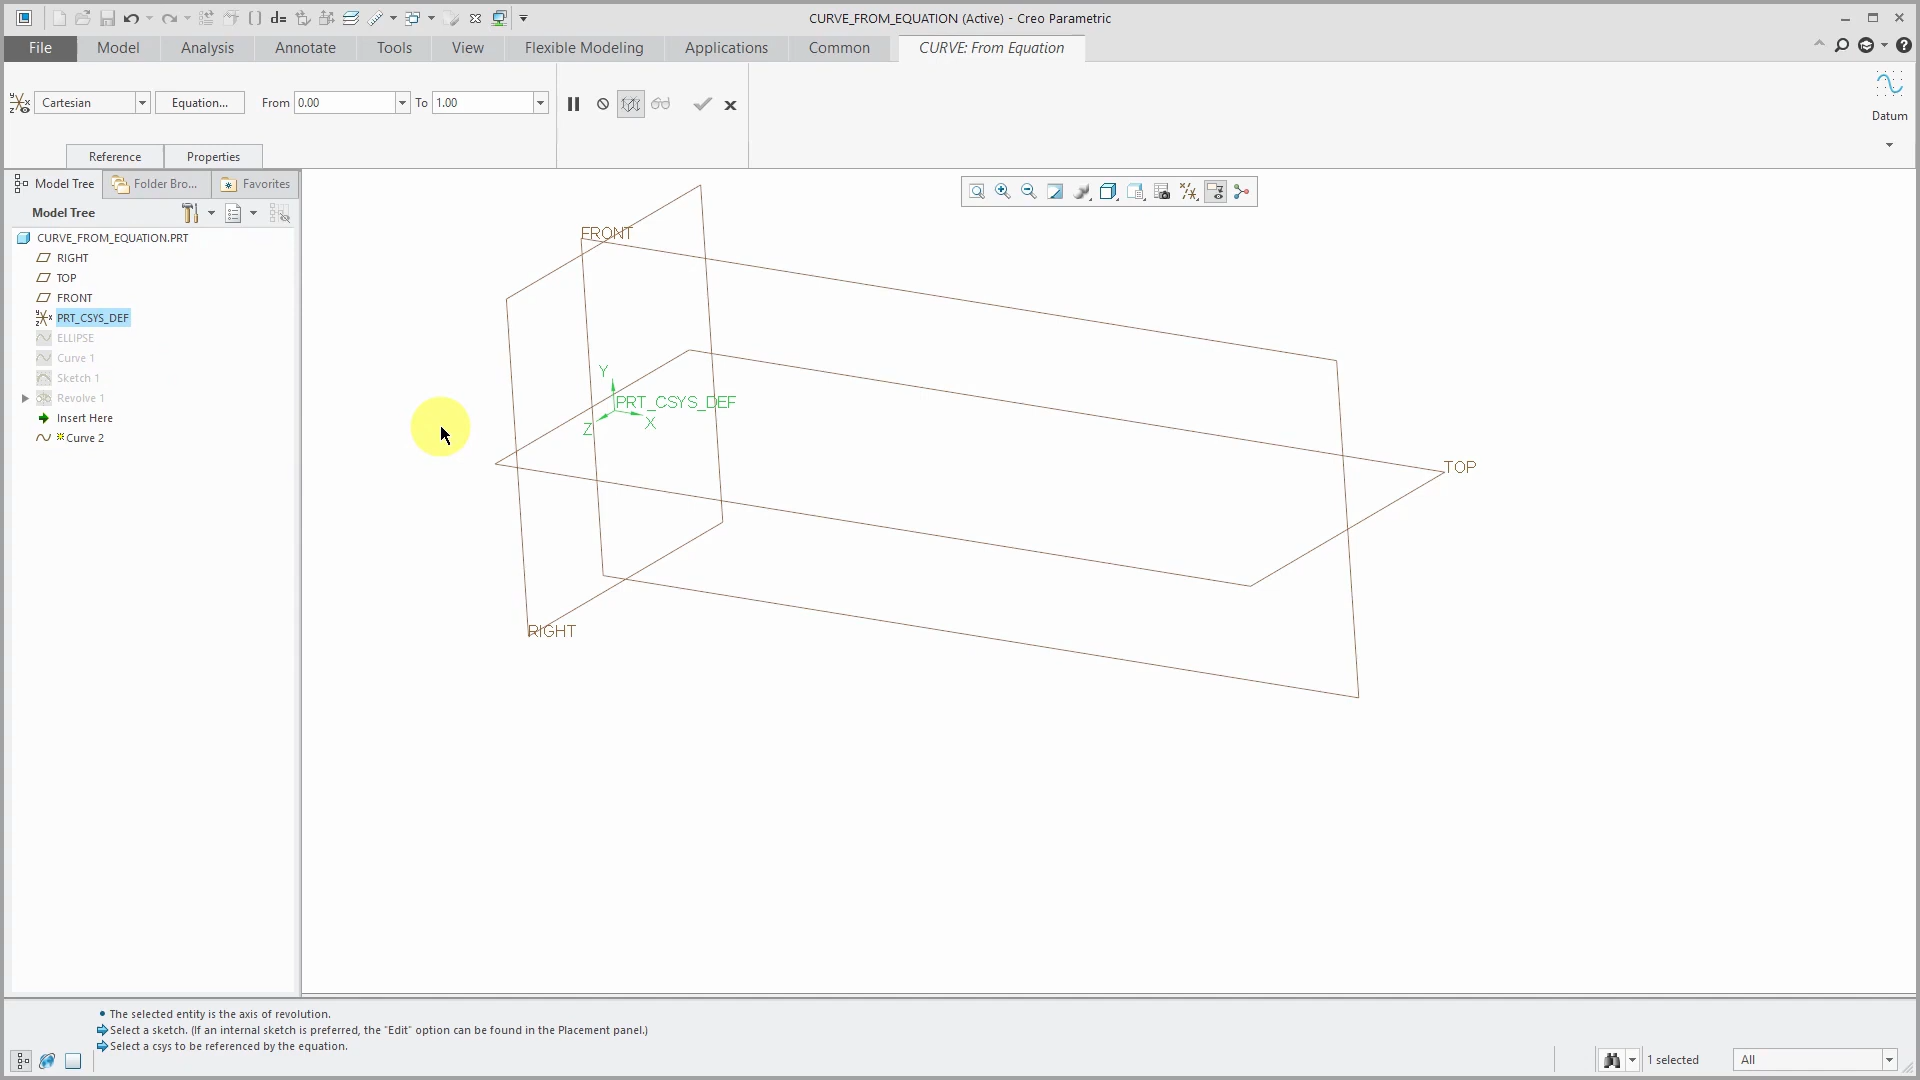 CURVE_FROM_EQUATION (Active) - Creo Parametric
File Model Analysis Annotate Tools View Flexible Modeling Applications Common CURVE: From Equation
Cartesian Equation... From 0.00 To 1.00
Datum
Reference Properties
Model Tree Folder Bro... Favorites
Model Tree
CURVE_FROM_EQUATION.PRT
RIGHT
TOP
FRONT
PRT_CSYS_DEF
ELLIPSE
Curve 1
Sketch 1
Revolve 1
Insert Here
Curve 2
FRONT
Y
PRT_CSYS_DEF
X
Z
TOP
RIGHT
The selected entity is the axis of revolution.
Select a sketch. (If an internal sketch is preferred, the "Edit" option can be found in the Placement panel.)
Select a csys to be referenced by the equation.
1 selected All